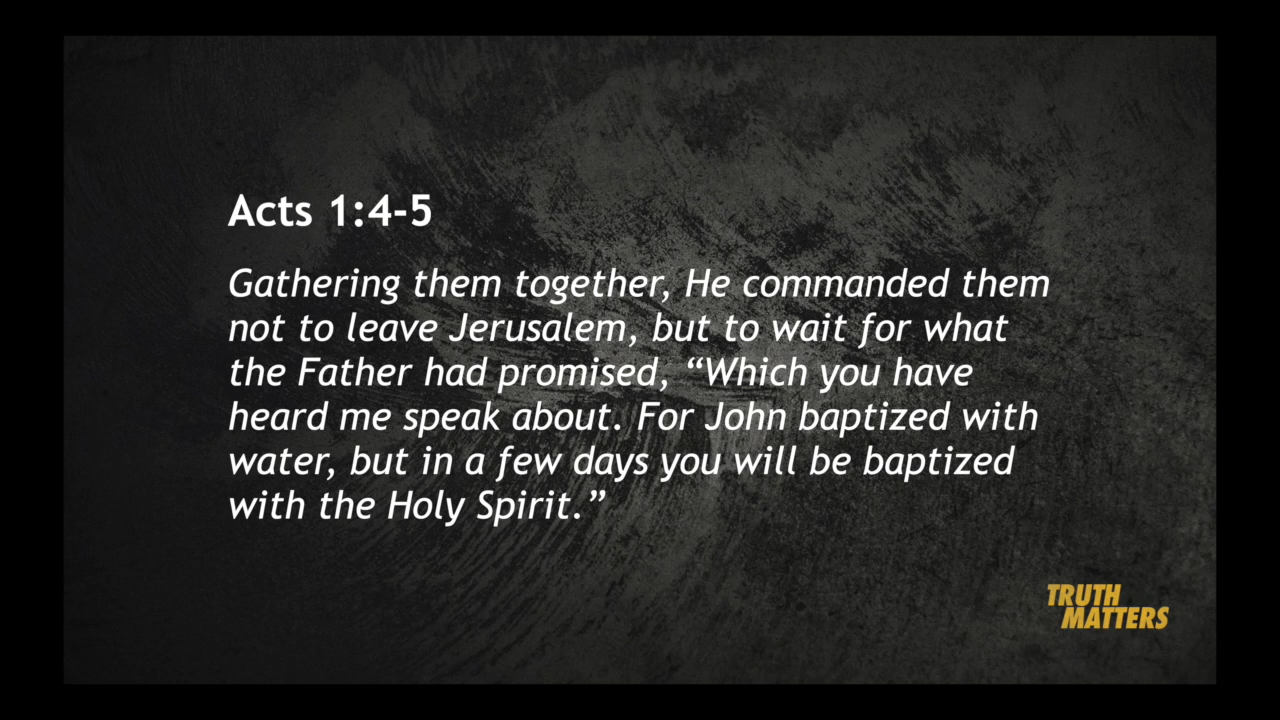 Acts 1:4-5
Gathering them together, He commanded them
not to leave Jerusalem, but to wait for what
the Father had promised, “Which you have
heard me speak about. For John baptized with
water, but in a few days you will be baptized
with the Holy Spirit.”
TRUTH
MATTERS